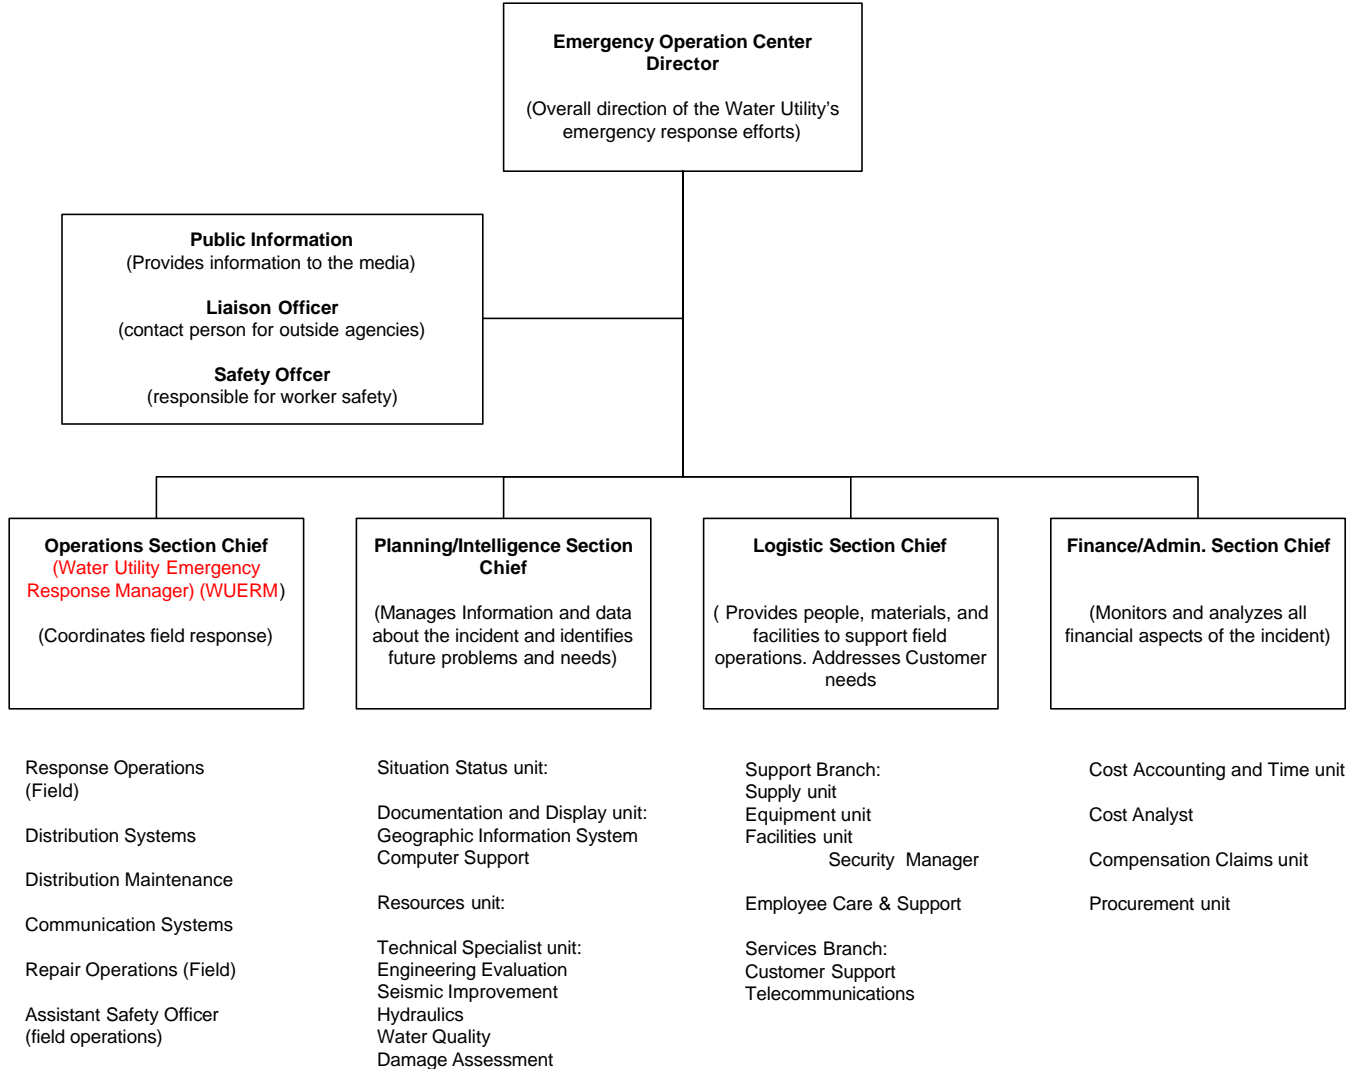 Emergency Operation Center
Director
(Overall direction of the Water Utility’s
emergency response efforts)
Public Information
(Provides information to the media)
Liaison Officer
(contact person for outside agencies)
Safety Offcer
(responsible for worker safety)
Operations Section Chief
(Water Utility Emergency
Response Manager) (WUERM)
(Coordinates field response)
Planning/Intelligence Section
Chief
(Manages Information and data
about the incident and identifies
future problems and needs)
Logistic Section Chief
( Provides people, materials, and
facilities to support field
operations. Addresses Customer
needs
Finance/Admin. Section Chief
(Monitors and analyzes all
financial aspects of the incident)
Response Operations
(Field)
Distribution Systems
Distribution Maintenance
Communication Systems
Repair Operations (Field)
Assistant Safety Officer
(field operations)
Situation Status unit:
Documentation and Display unit:
Geographic Information System
Computer Support
Resources unit:
Technical Specialist unit:
Engineering Evaluation
Seismic Improvement
Hydraulics
Water Quality
Damage Assessment
Support Branch:
Supply unit
Equipment unit
Facilities unit
Security Manager
Employee Care & Support
Services Branch:
Customer Support
Telecommunications
Cost Accounting and Time unit
Cost Analyst
Compensation Claims unit
Procurement unit